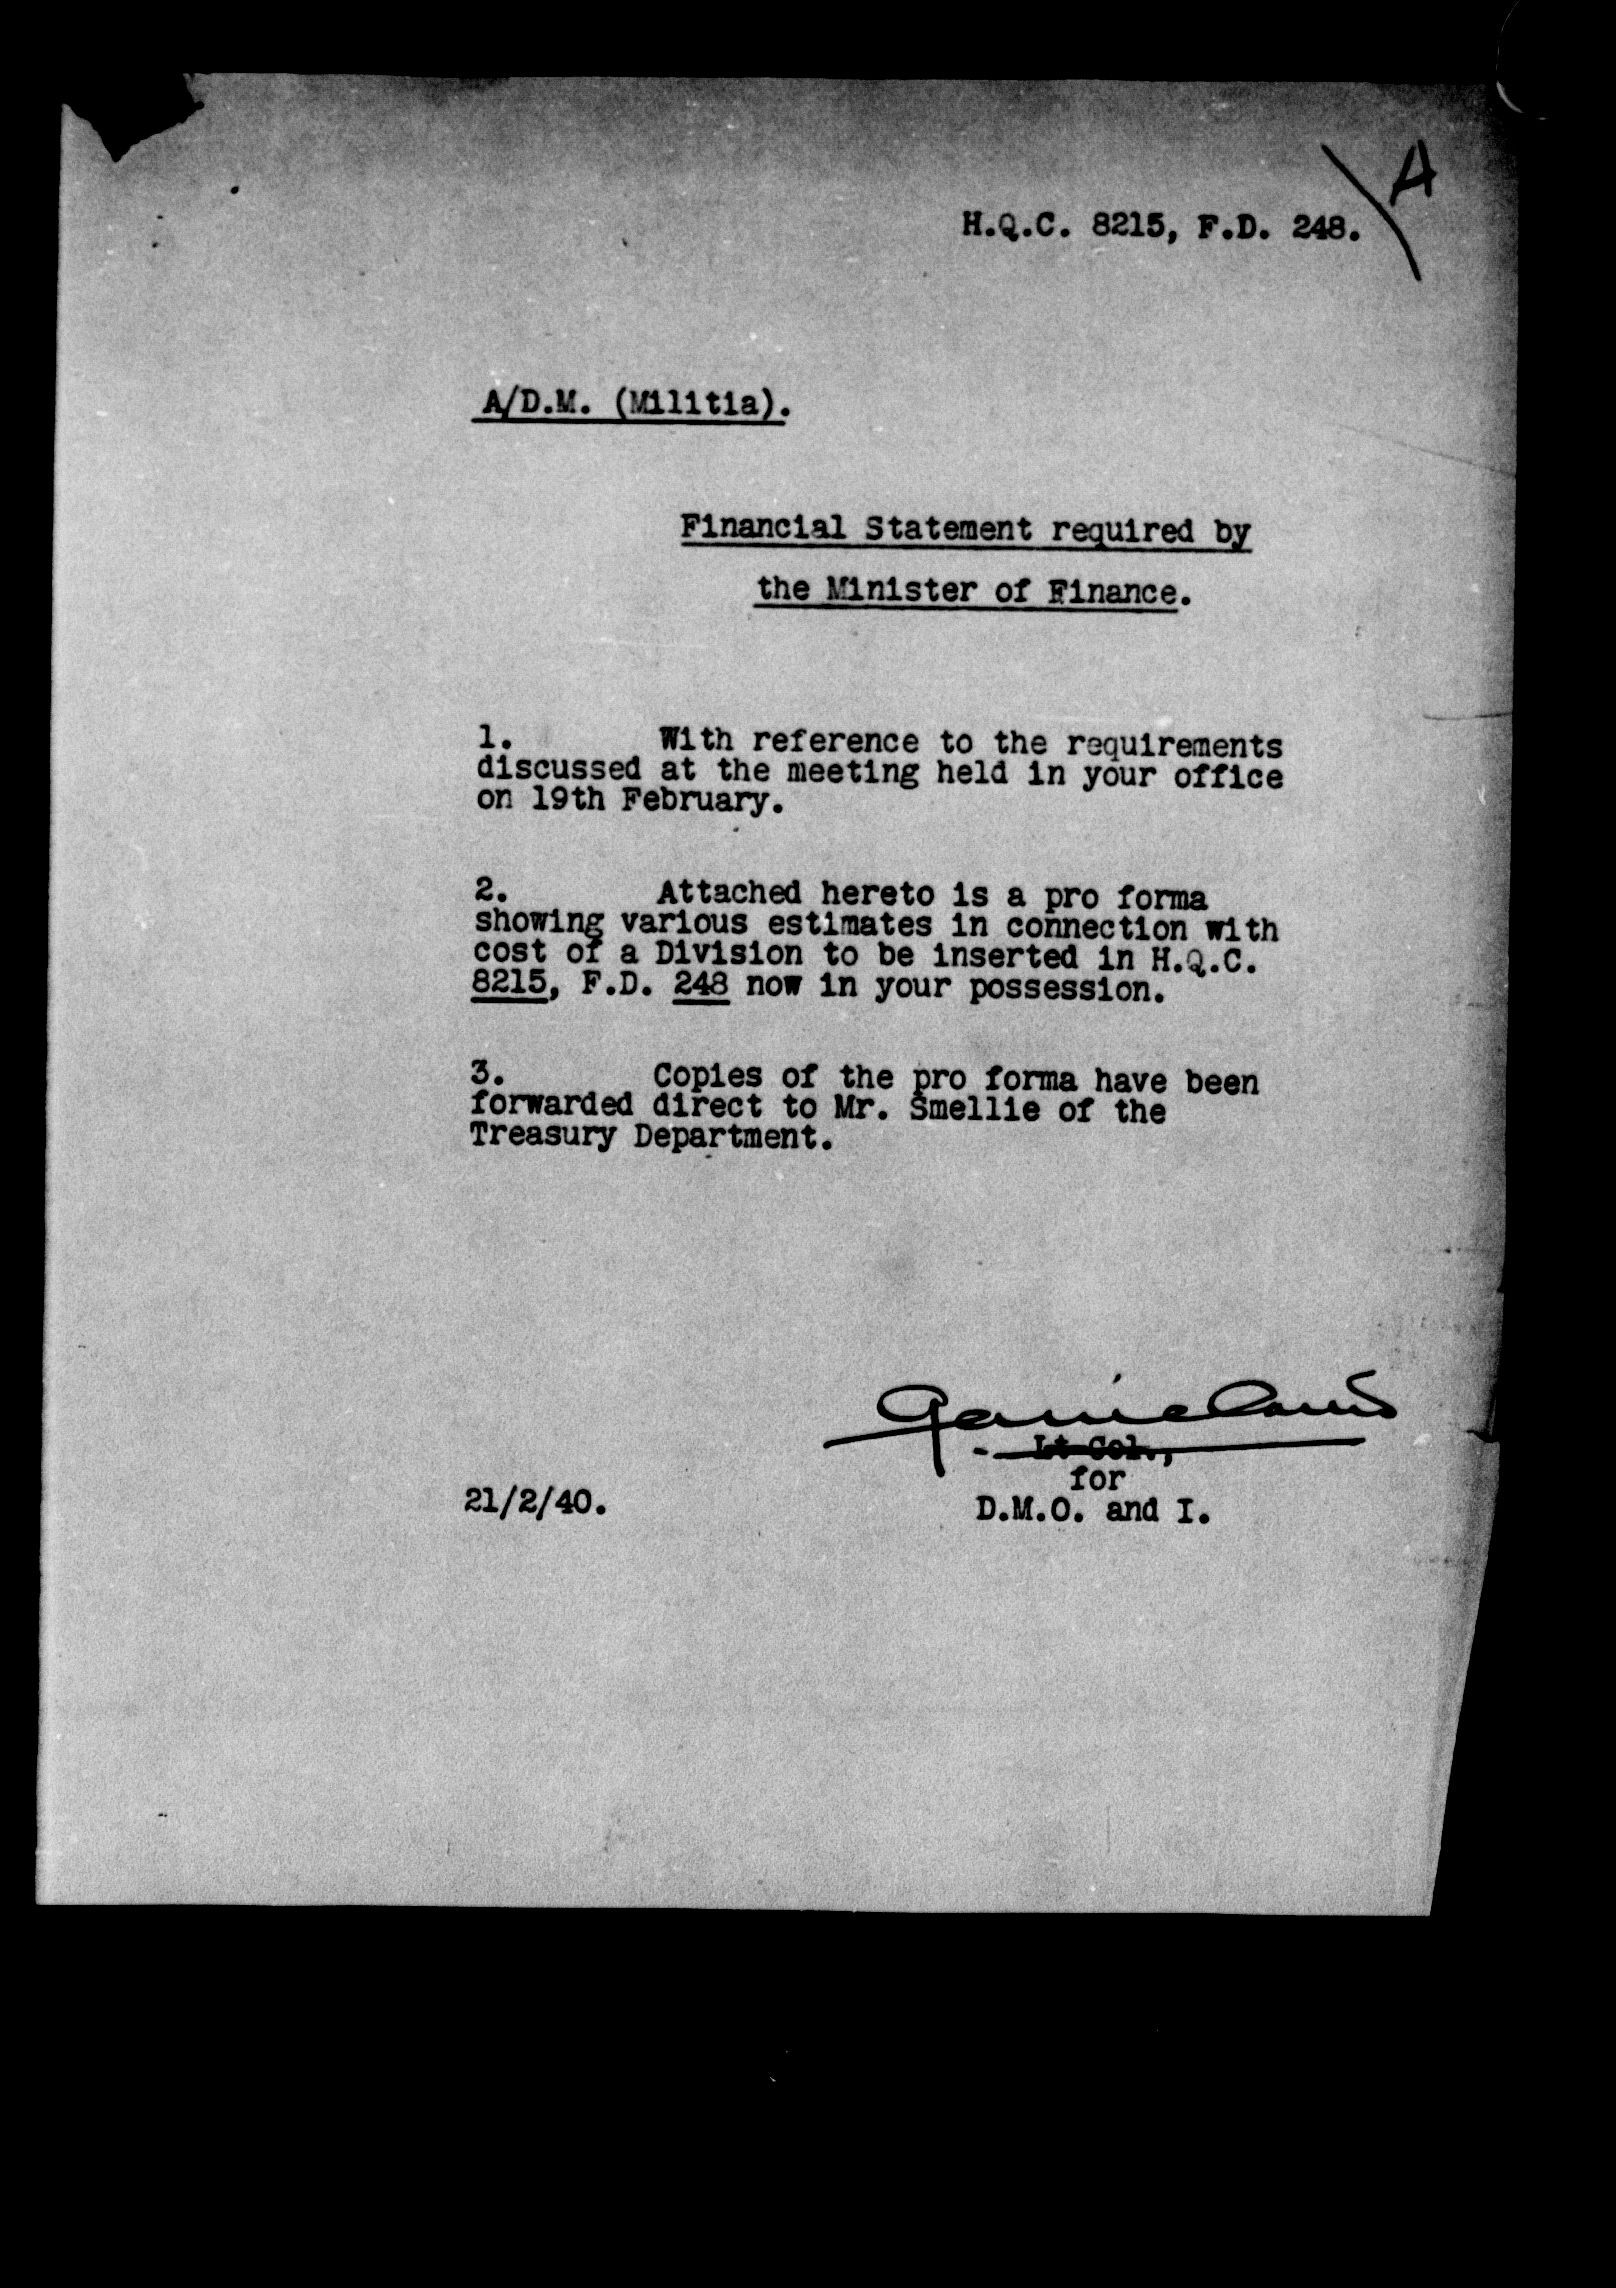 A
H.Q.C. 8215, F.D. 248.
A/D.M. (Militia).
Financial Statement required by
the Minister of Finance.
1. With reference to the requirements
discussed at the meeting held in your office
on 19th February.
2. Attached hereto is a pro forma
showing various estimates in connection with
cost of a Division to be inserted in H.Q.C.
8215, F.D. 248 now in your possession.
3. Copies of the pro forma have been
forwarded direct to Mr. Smellie of the
Treasury Department.
Lt Col.,
for
21/2/40. D.M.O. and I.